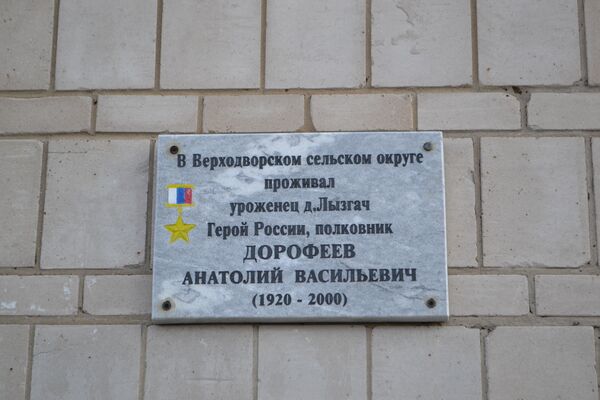 В Верходворском сельском округе
проживал
уроженец д.Лызгач
Герой России, полковник
ДОРОФЕЕВ
АНАТОЛИЙ ВАСИЛЬЕВИЧ
(1920 - 2000)